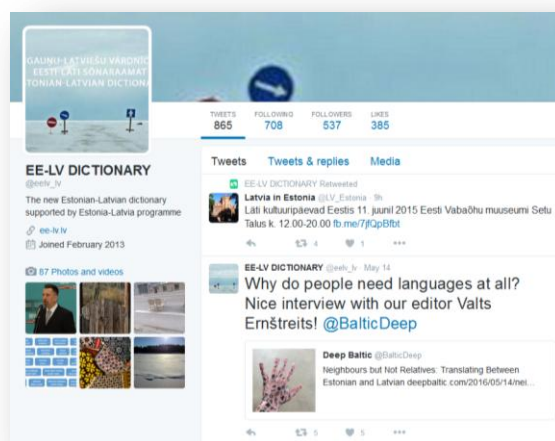 GAUŅU-LATVIEŠU VĀRDNĪC
EESTI-LÄTI SÕNARAAMAT
TONIAN-LATVIAN DICTIONA
TWEETS FOLLOWING FOLLOWERS LIKES
865 708 537 385
EE-LV DICTIONARY
@eelv_lv
The new Estonian-Latvian dictionary
supported by Estonia-Latvia programme
ee-lv.lv
Joined February 2013
87 Photos and videos
Tweets Tweets & replies Media
EE-LV DICTIONARY Retweeted
Latvia in Estonia @LV_Estonia · 9h
Läti kultuuripäevad Eestis 11. juunil 2015 Eesti Vabaõhu muuseumi Setu
Talus k. 12.00-20.00 fb.me/7jfQpBfbt
4 1
EE-LV DICTIONARY @eelv_lv · May 14
Why do people need languages at all?
Nice interview with our editor Valts
Ernštreits! @BalticDeep
Deep Baltic @BalticDeep
Neighbours but Not Relatives: Translating Between
Estonian and Latvian deepbaltic.com/2016/05/14/nei...
5 5